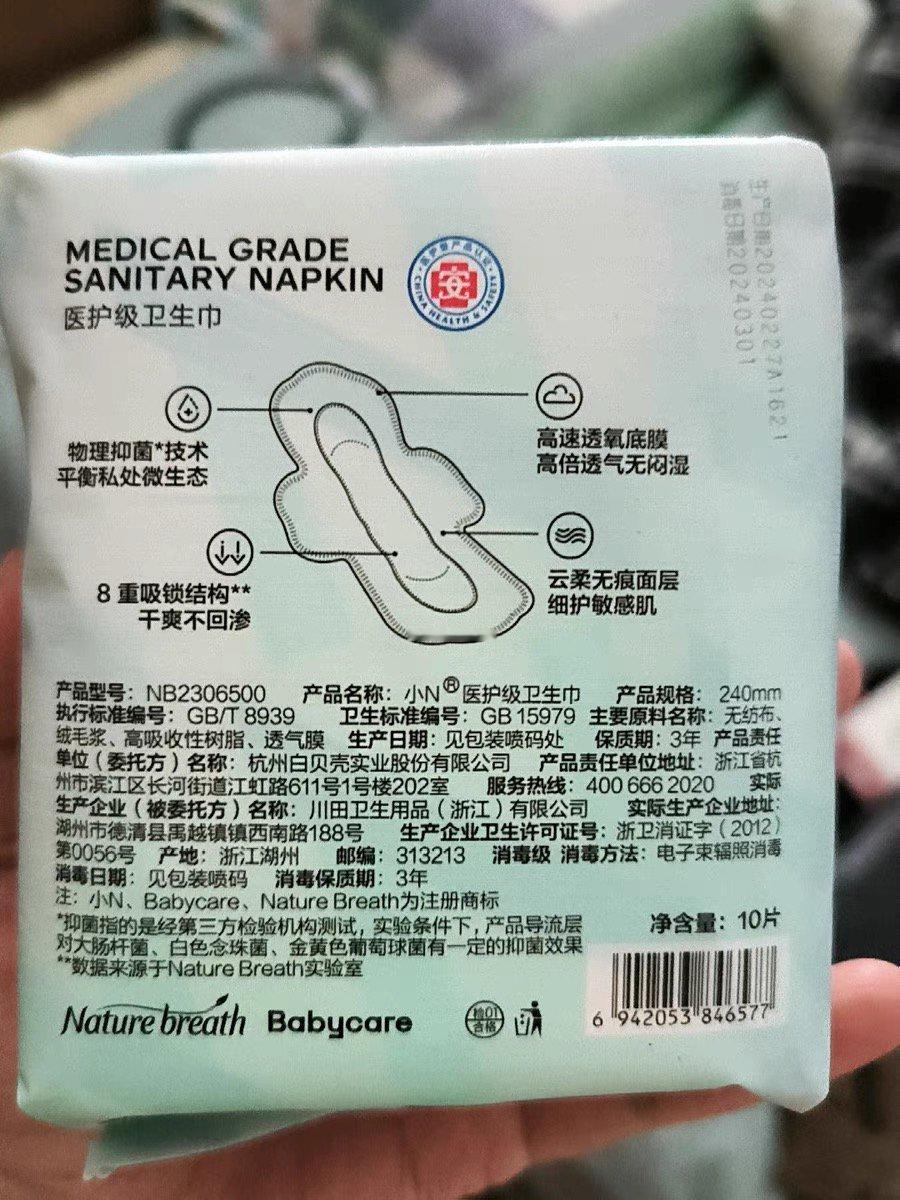 生产日期20240227A1621
消毒日期20240301
MEDICAL GRADE
SANITARY NAPKIN
医护级卫生巾
医护级产品认证
CHINA HEALTH & SAFETY
物理抑菌*技术
平衡私处微生态
高速透氧底膜
高倍透气无闷湿
8 重吸锁结构**
干爽不回渗
云柔无痕面层
细护敏感肌
产品型号：NB2306500 产品名称：小N®医护级卫生巾 产品规格：240mm
执行标准编号：GB/T 8939 卫生标准编号：GB 15979 主要原料名称：无纺布、
绒毛浆、高吸收性树脂、透气膜 生产日期：见包装喷码处 保质期：3年 产品责任
单位（委托方）名称：杭州白贝壳实业股份有限公司 产品责任单位地址：浙江省杭
州市滨江区长河街道江虹路611号1号楼202室 服务热线：400 666 2020 实际
生产企业（被委托方）名称：川田卫生用品（浙江）有限公司 实际生产企业地址：
湖州市德清县禹越镇镇西南路188号 生产企业卫生许可证号：浙卫消证字（2012）
第0056号 产地：浙江湖州 邮编：313213 消毒级 消毒方法：电子束辐照消毒
消毒日期：见包装喷码 消毒保质期：3年
注：小N、Babycare、Nature Breath为注册商标
*抑菌指的是经第三方检验机构测试，实验条件下，产品导流层
对大肠杆菌、白色念珠菌、金黄色葡萄球菌有一定的抑菌效果
**数据来源于Nature Breath实验室
净含量：10片
Nature breath Babycare
检01
合格
6 942053 846577